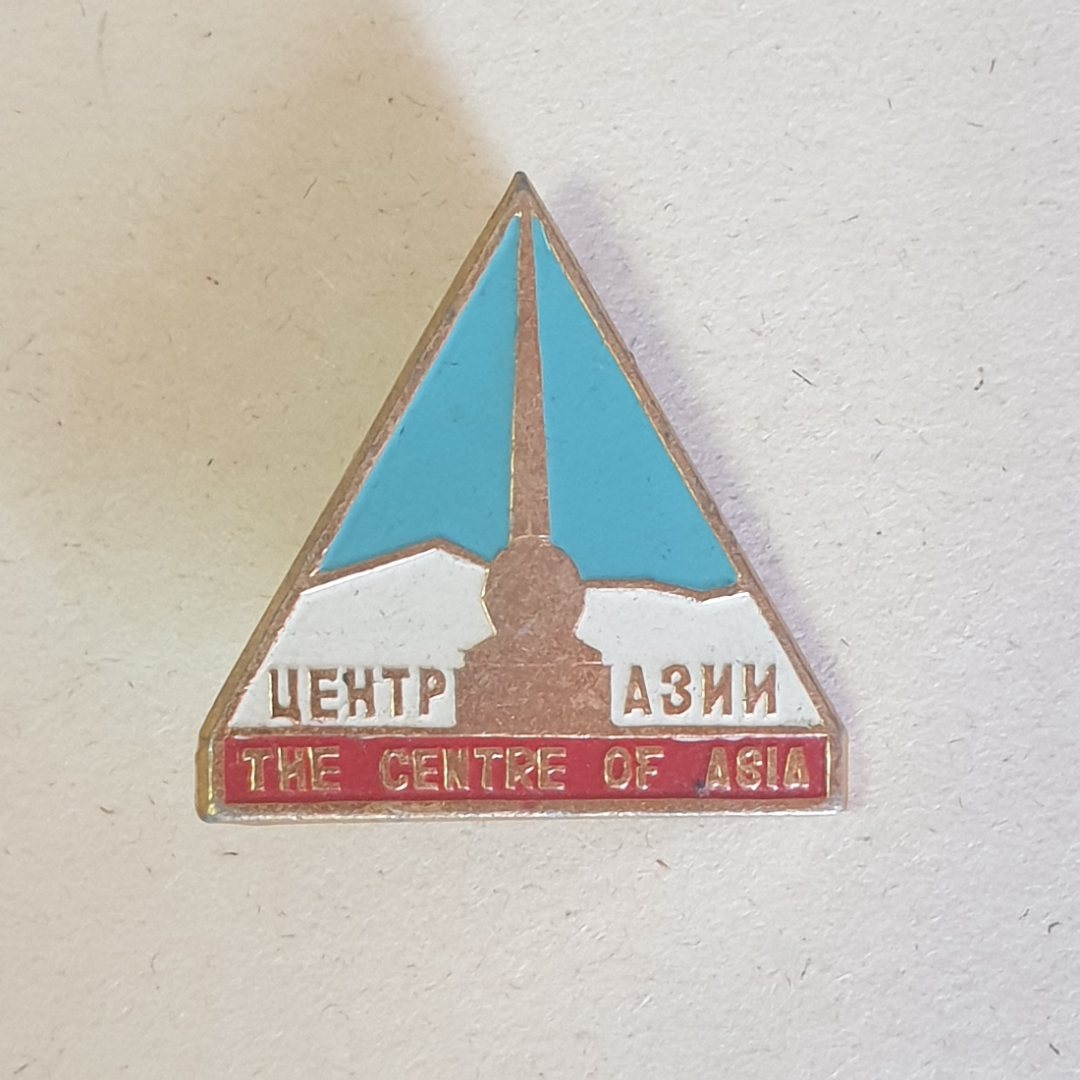 ЦЕНТР АЗИИ
THE CENTRE OF ASIA